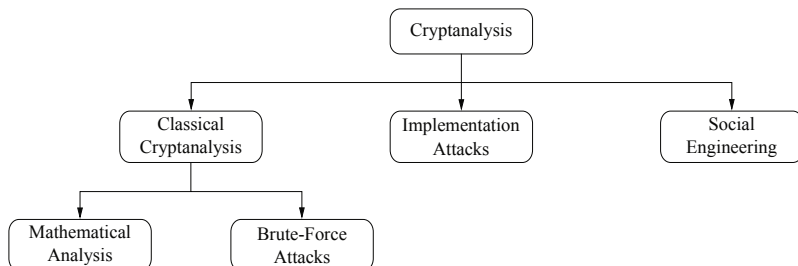 Cryptanalysis
Classical
Cryptanalysis
Implementation
Attacks
Social
Engineering
Mathematical
Analysis
Brute-Force
Attacks